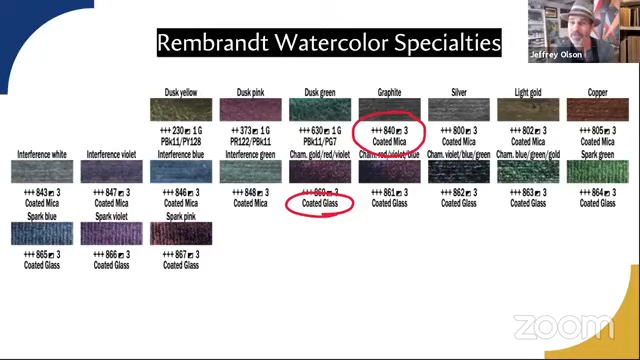 Rembrandt Watercolor Specialties
Jeffrey Olson
Dusk yellow Dusk pink Dusk green Graphite Silver Light gold Copper
+++ 230 1 G +++ 373 1 G +++ 630 1 G +++ 840 3 +++ 800 3 +++ 802 3 +++ 805 3
PBk11/PY128 PR122/PBk11 PBk11/PG7 Coated Mica Coated Mica Coated Mica Coated Mica
Interference white Interference violet Interference blue Interference green Cham. gold/red/violet Cham. red/violet/blue Cham. violet/blue/green Cham. blue/green/gold Spark green
+++ 843 3 +++ 847 3 +++ 846 3 +++ 848 3 +++ 860 3 +++ 861 3 +++ 862 3 +++ 863 3 +++ 864 3
Coated Mica Coated Mica Coated Mica Coated Mica Coated Glass Coated Glass Coated Glass Coated Glass Coated Glass
Spark blue Spark violet Spark pink
+++ 865 3 +++ 866 3 +++ 867 3
Coated Glass Coated Glass Coated Glass
zoom